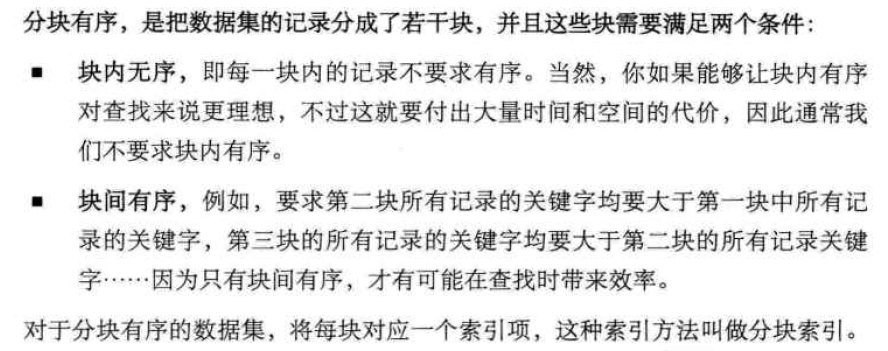 分块有序，是把数据集的记录分成了若干块，并且这些块需要满足两个条件：
■ 块内无序，即每一块内的记录不要求有序。当然，你如果能够让块内有序
对查找来说更理想，不过这就要付出大量时间和空间的代价，因此通常我
们不要求块内有序。
■ 块间有序，例如，要求第二块所有记录的关键字均要大于第一块中所有记
录的关键字，第三块的所有记录的关键字均要大于第二块的所有记录关键
字……因为只有块间有序，才有可能在查找时带来效率。
对于分块有序的数据集，将每块对应一个索引项，这种索引方法叫做分块索引。